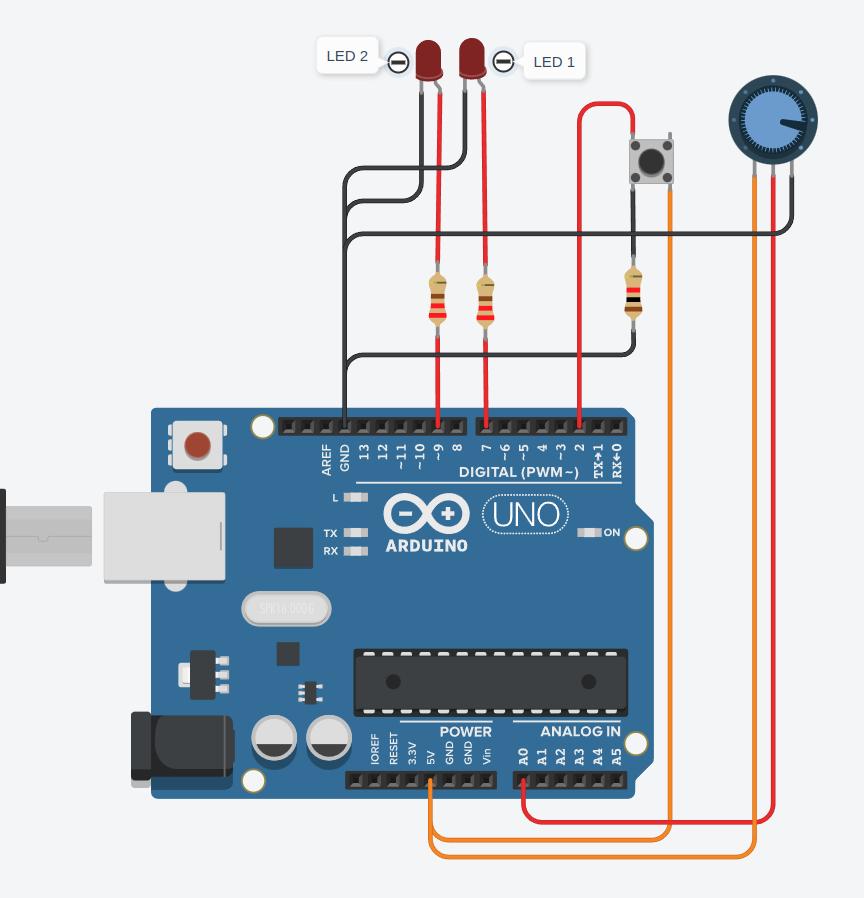 LED 2
LED 1
AREF
GND
13
12
~11
~10
~9
8
7
~6
~5
4
~3
2
TX→1
RX←0
DIGITAL (PWM~)
L
TX
RX
ARDUINO
UNO
ON
SPK16.000G
POWER
ANALOG IN
IOREF
RESET
3.3V
5V
GND
GND
Vin
A0
A1
A2
A3
A4
A5